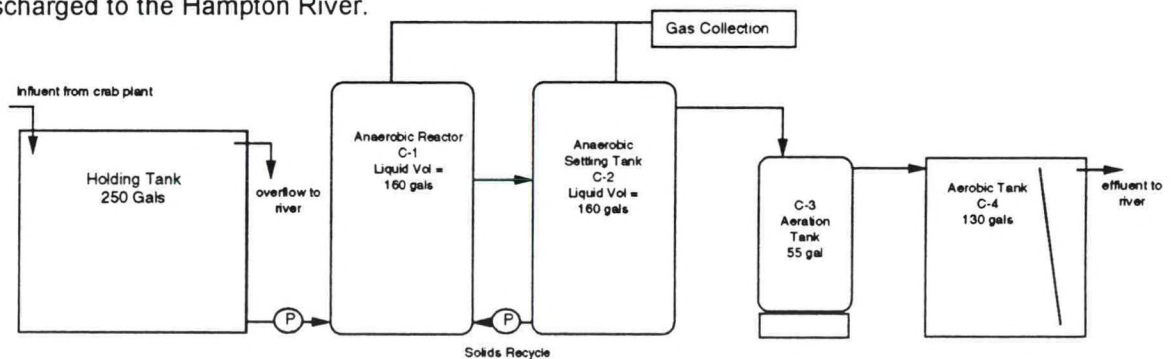 scharged to the Hampton River.
Gas Collection
Influent from crab plant
Holding Tank
250 Gals
overflow to
river
P
Anaerobic Reactor
C-1
Liquid Vol =
160 gals
P
Solids Recycle
Anaerobic
Settling Tank
C-2
Liquid Vol =
160 gals
C-3
Aeration
Tank
55 gal
Aerobic Tank
C-4
130 gals
effluent to
river